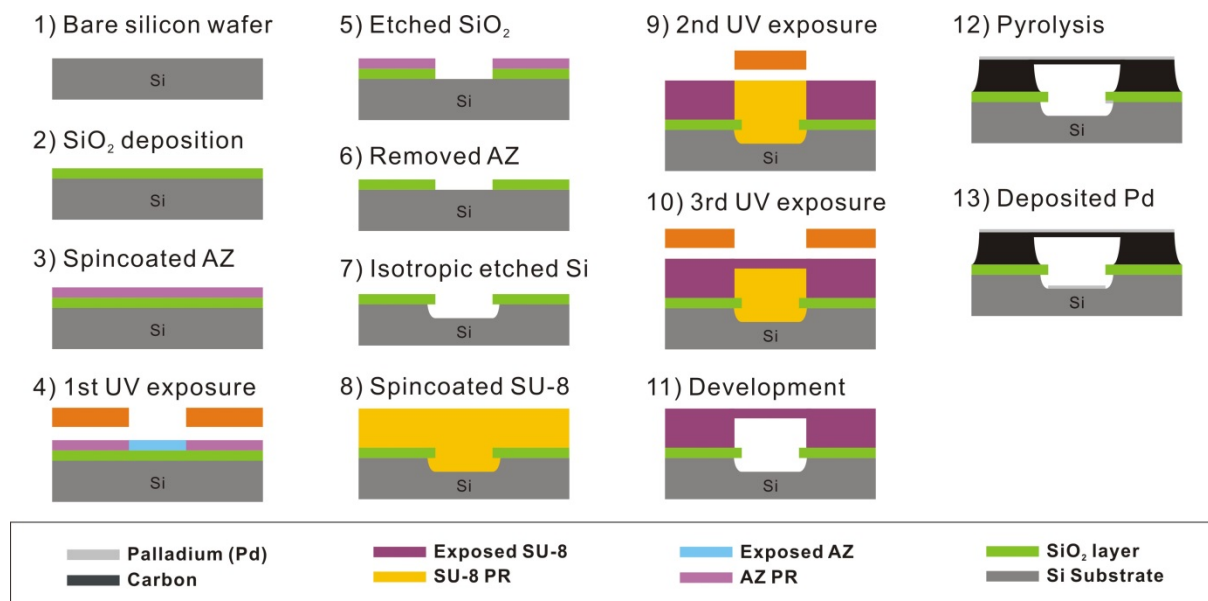 1) Bare silicon wafer
Si
2) SiO₂ deposition
Si
3) Spincoated AZ
Si
4) 1st UV exposure
Si
5) Etched SiO₂
Si
6) Removed AZ
Si
7) Isotropic etched Si
Si
8) Spincoated SU-8
Si
9) 2nd UV exposure
Si
10) 3rd UV exposure
Si
11) Development
Si
12) Pyrolysis
Si
13) Deposited Pd
Si
Palladium (Pd)
Carbon
Exposed SU-8
SU-8 PR
Exposed AZ
AZ PR
SiO₂ layer
Si Substrate